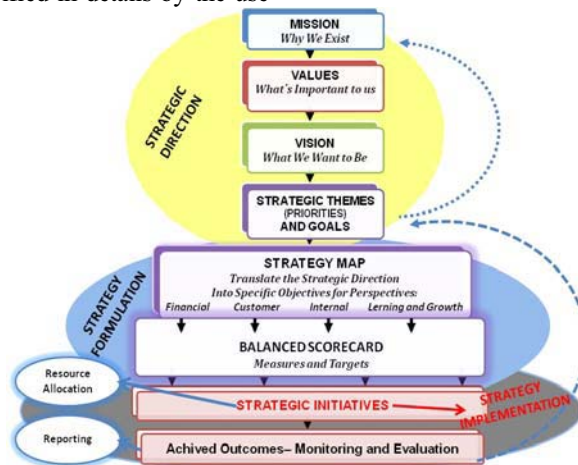 by the use
MISSION
Why We Exist
VALUES
What's Important to us
VISION
What We Want to Be
STRATEGIC
DIRECTION
STRATEGIC THEMES
(PRIORITIES)
AND GOALS
STRATEGY MAP
Translate the Strategic Direction
Into Specific Objectives for Perspectives:
Financial Customer Internal Lerning and Growth
STRATEGY
FORMULATION
BALANCED SCORECARD
Measures and Targets
Resource
Allocation
STRATEGIC INITIATIVES
STRATEGY
IMPLEMENTATION
Reporting
Achived Outcomes– Monitoring and Evaluation